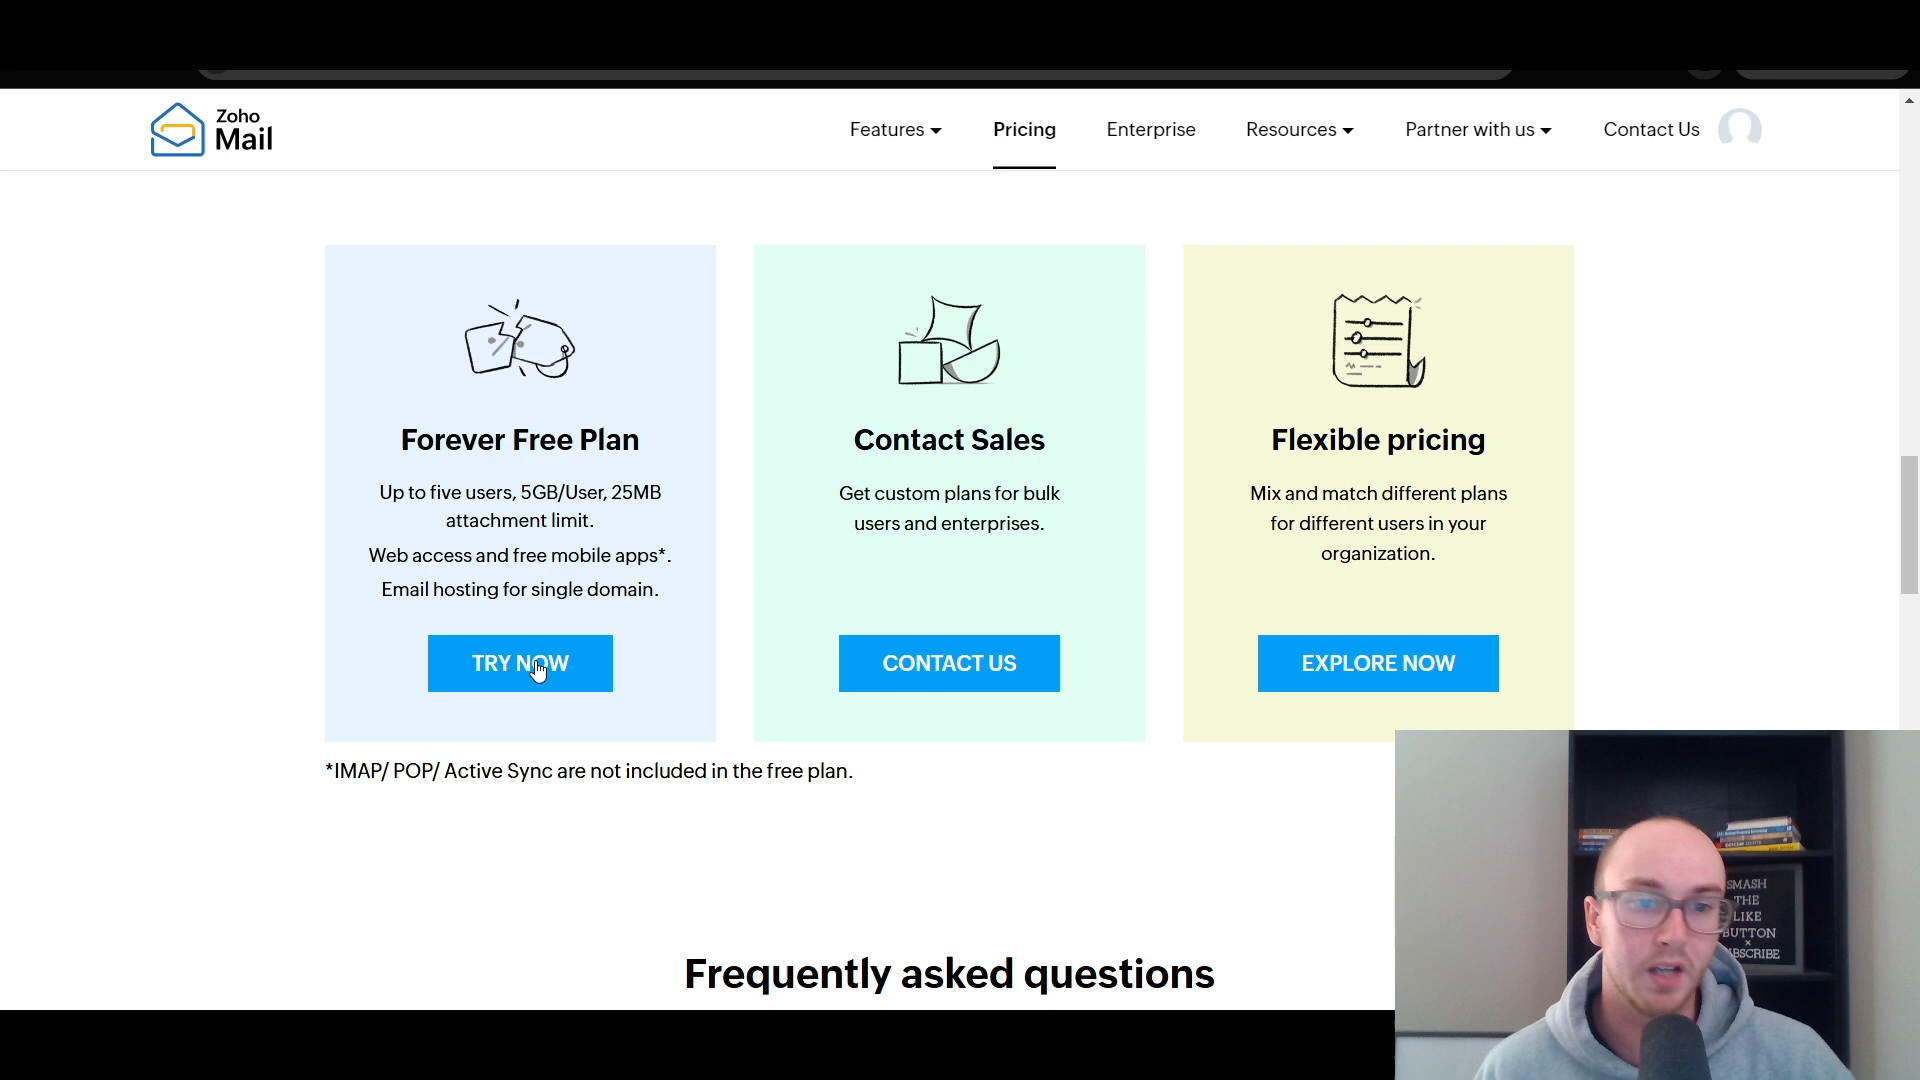 Zoho
Mail
Features
Pricing
Enterprise
Resources
Partner with us
Contact Us
Forever Free Plan
Up to five users, 5GB/User, 25MB
attachment limit.
Web access and free mobile apps*.
Email hosting for single domain.
TRY NOW
Contact Sales
Get custom plans for bulk
users and enterprises.
CONTACT US
Flexible pricing
Mix and match different plans
for different users in your
organization.
EXPLORE NOW
*IMAP/ POP/ Active Sync are not included in the free plan.
Frequently asked questions
SMASH
THE
LIKE
BUTTON
×
BSCRIBE